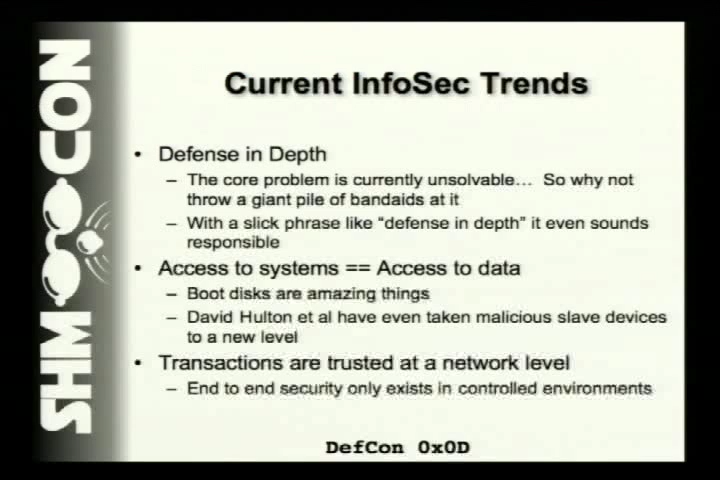 SHM CON
Current InfoSec Trends
• Defense in Depth
– The core problem is currently unsolvable… So why not
throw a giant pile of bandaids at it
– With a slick phrase like “defense in depth” it even sounds
responsible
• Access to systems == Access to data
– Boot disks are amazing things
– David Hulton et al have even taken malicious slave devices
to a new level
• Transactions are trusted at a network level
– End to end security only exists in controlled environments
DefCon 0x0D